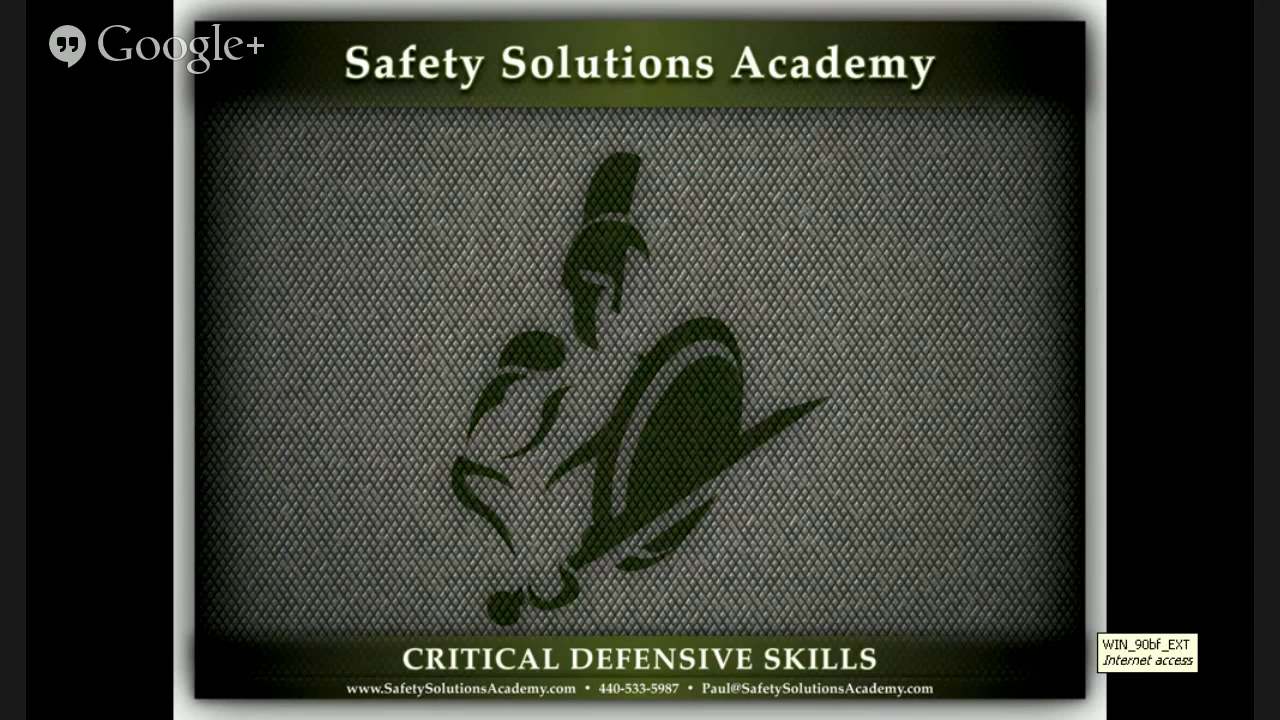 Google+
Safety Solutions Academy
CRITICAL DEFENSIVE SKILLS
www.SafetySolutionsAcademy.com • 440-533-5987 • Paul@SafetySolutionsAcademy.com
WIN_90bf_EXT
Internet access